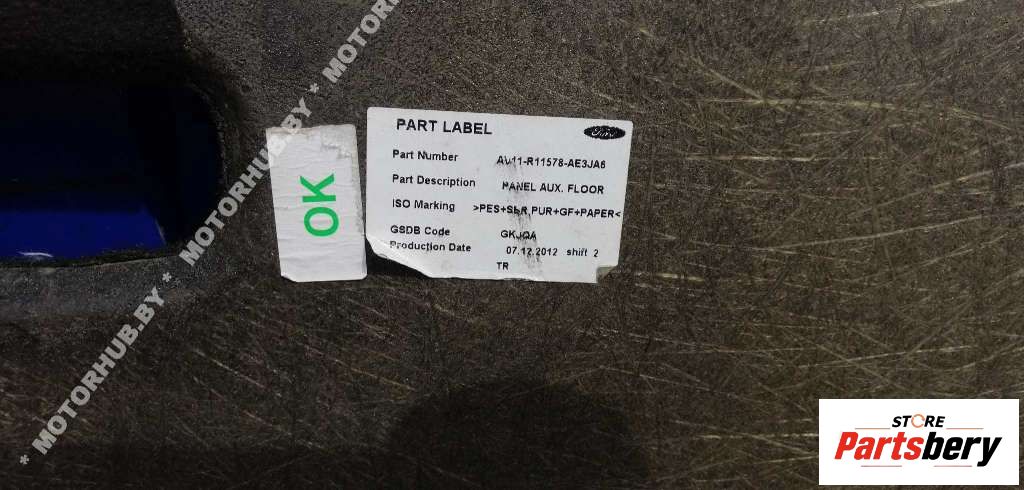 * MOTORHUB.BY * MOTORHUB.BY * MOTORHUB
OK
PART LABEL
Ford
Part Number AV11-R11578-AE3JA6
Part Description PANEL AUX. FLOOR
ISO Marking >PES+SBR,PUR+GF+PAPER<
GSDB Code GKJQA
Production Date 07.12.2012 shift 2
TR
STORE
Partsbery